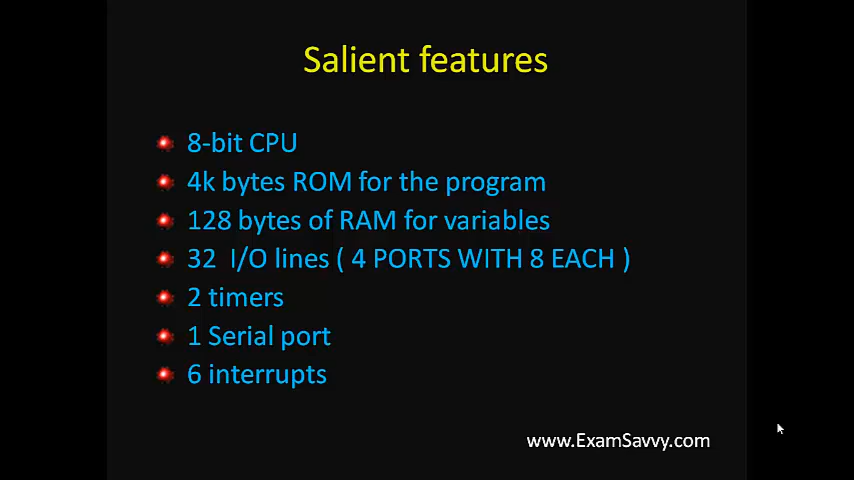 Salient features
8-bit CPU
4k bytes ROM for the program
128 bytes of RAM for variables
32 I/O lines ( 4 PORTS WITH 8 EACH )
2 timers
1 Serial port
6 interrupts
www.ExamSavvy.com